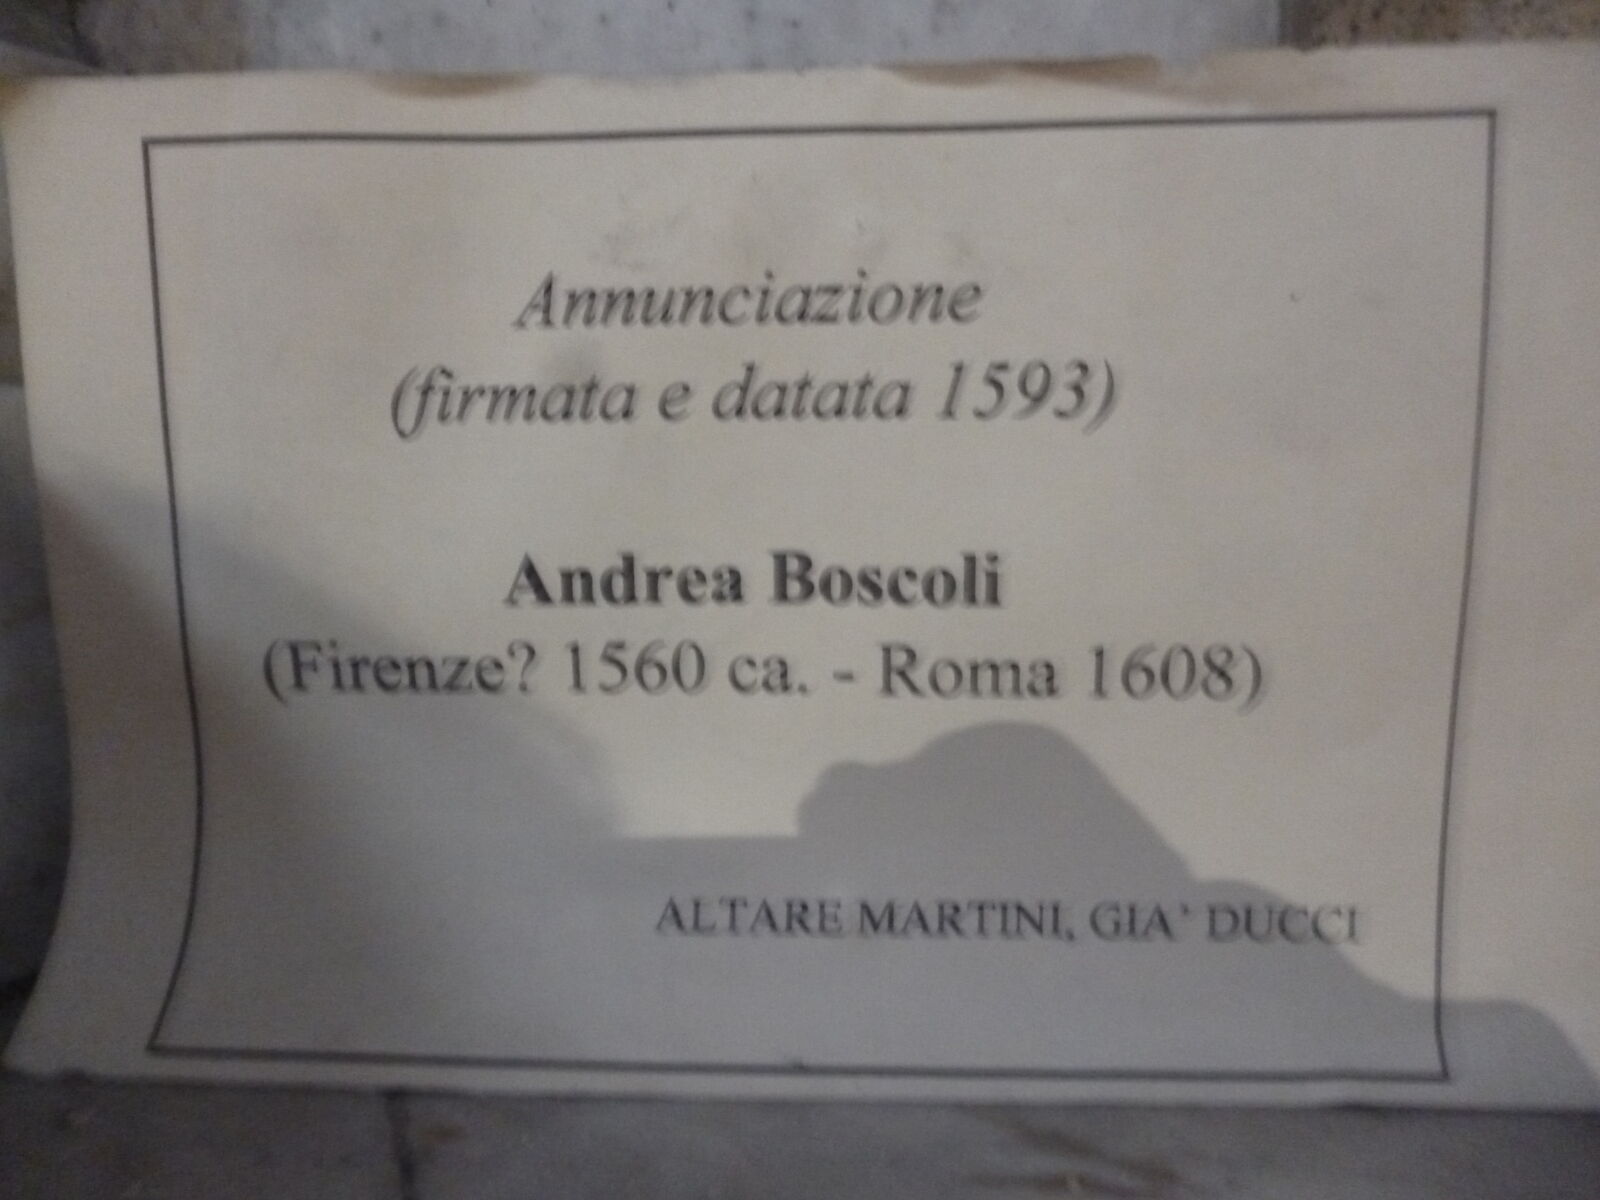 Annunciazione
(firmata e datata 1593)
Andrea Boscoli
(Firenze? 1560 ca. - Roma 1608)
ALTARE MARTINI, GIA' DUCCI